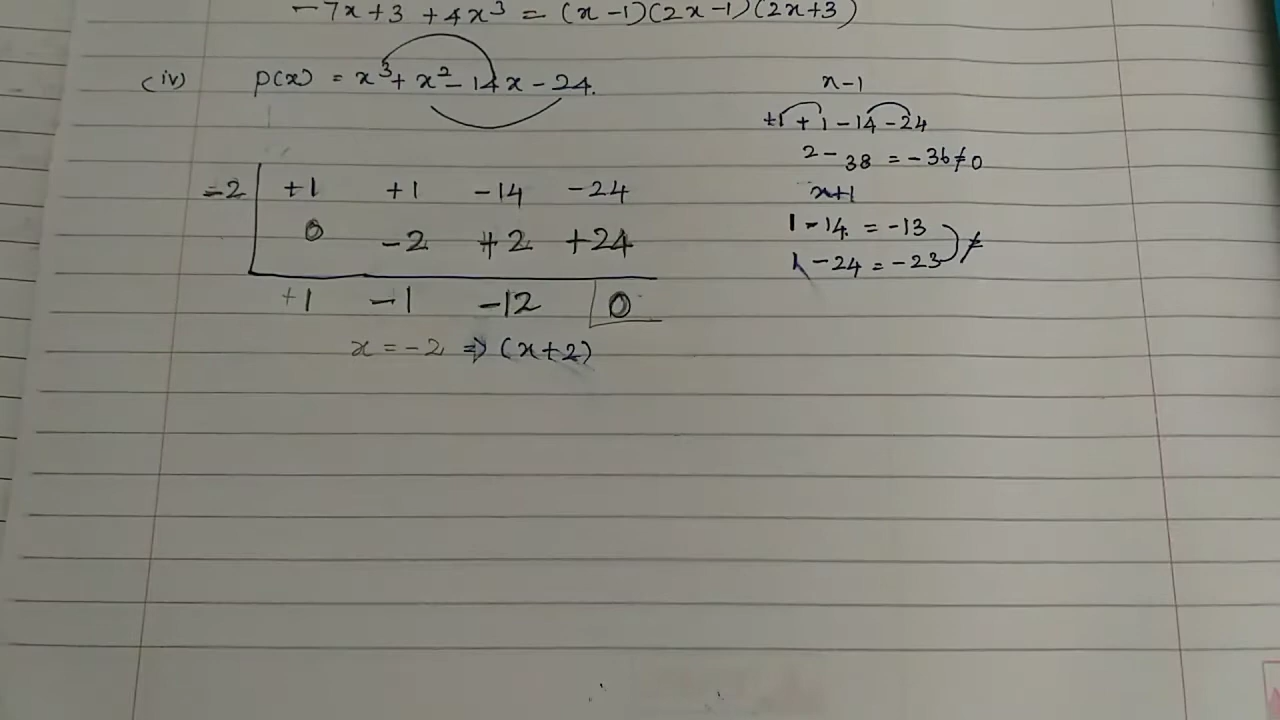 -7x+3 +4x³ = (x-1)(2x-1)(2x+3)
(iv) p(x) = x³+ x²- 14x - 24.
x-1
+1 +1 -14 -24
2 - 38 = -36≠0
x+1
1 - 14 = -13
1 - 24 = -23 ≠
-2 +1 +1 -14 -24
0 -2 +2 +24
+1 -1 -12 0
x = -2 ⇒ (x+2)